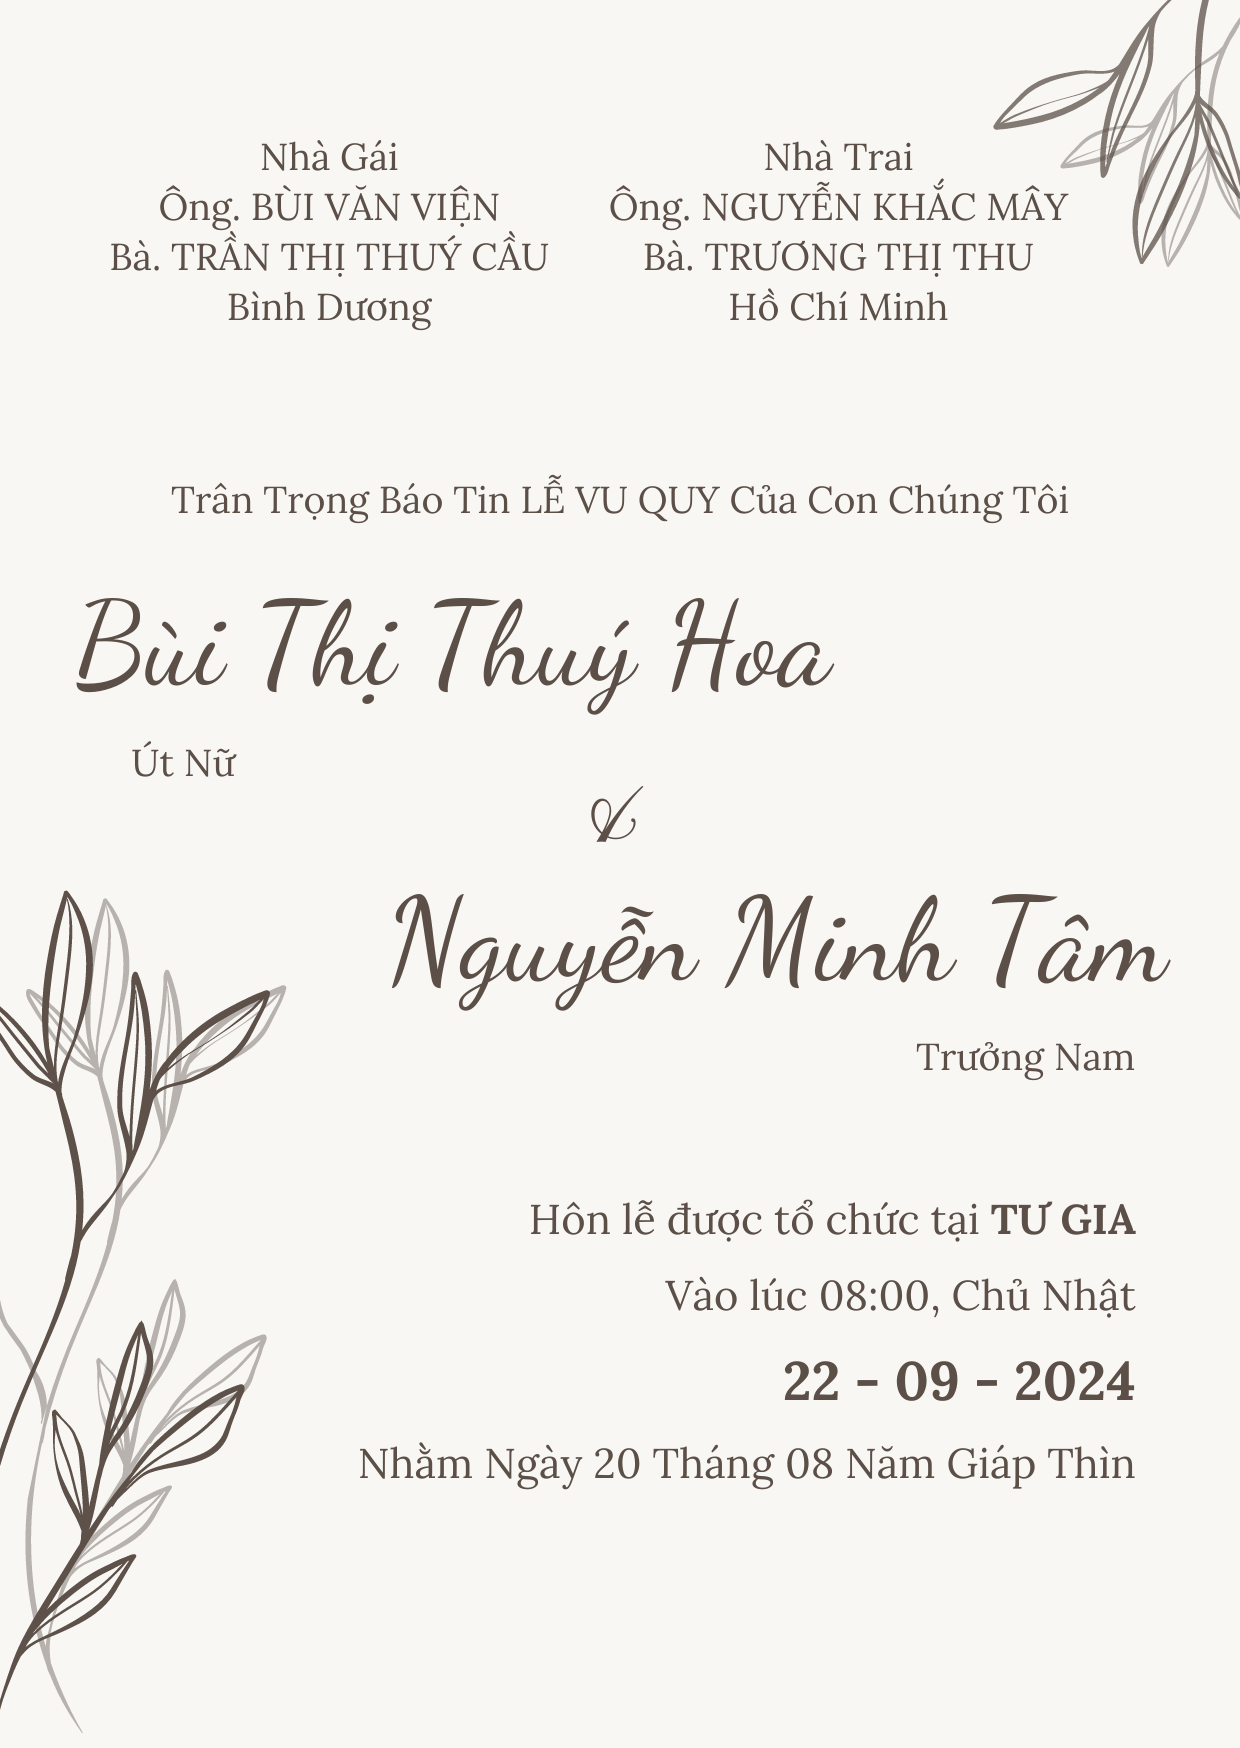 Nhà Gái
Ông. BÙI VĂN VIỆN
Bà. TRẦN THỊ THUÝ CẦU
Bình Dương
Nhà Trai
Ông. NGUYỄN KHẮC MÂY
Bà. TRƯƠNG THỊ THU
Hồ Chí Minh
Trân Trọng Báo Tin LỄ VU QUY Của Con Chúng Tôi
Bùi Thị Thuý Hoa
Út Nữ
&
Nguyễn Minh Tâm
Trưởng Nam
Hôn lễ được tổ chức tại TƯ GIA
Vào lúc 08:00, Chủ Nhật
22 - 09 - 2024
Nhằm Ngày 20 Tháng 08 Năm Giáp Thìn